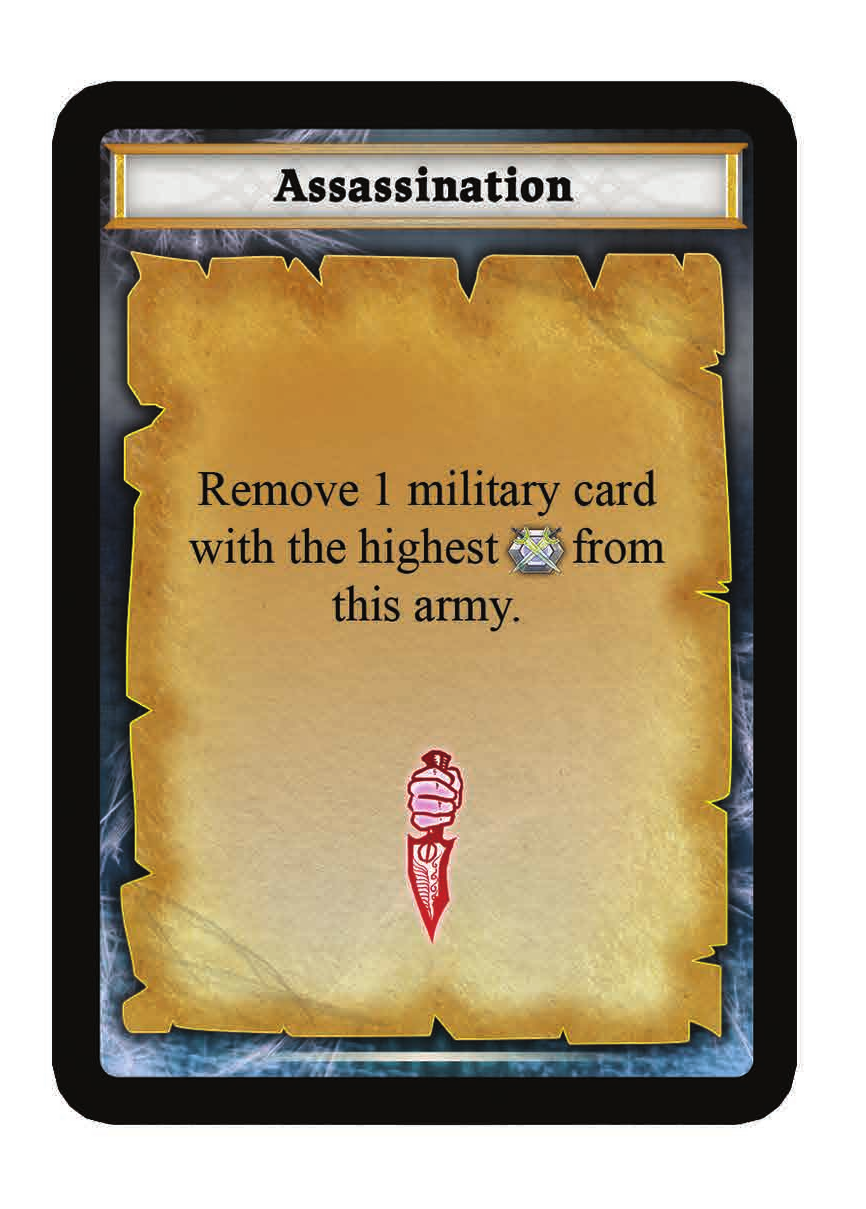 Assassination
Remove 1 military card
with the highest from
this army.